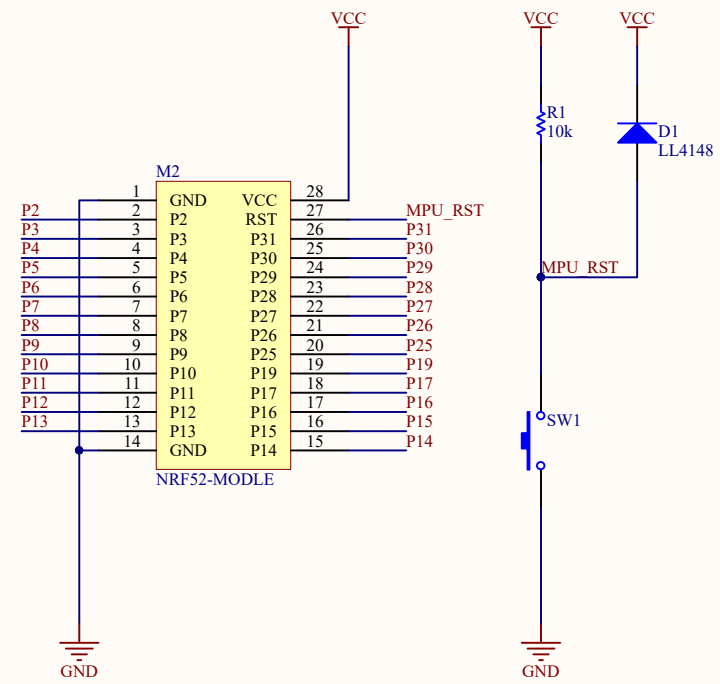 VCC
VCC
VCC
R1
10k
D1
LL4148
M2
1 GND VCC 28
P2 2 P2 RST 27 MPU_RST
P3 3 P3 P31 26 P31
P4 4 P4 P30 25 P30
P5 5 P5 P29 24 P29
P6 6 P6 P28 23 P28
P7 7 P7 P27 22 P27
P8 8 P8 P26 21 P26
P9 9 P9 P25 20 P25
P10 10 P10 P19 19 P19
P11 11 P11 P17 18 P17
P12 12 P12 P16 17 P16
P13 13 P13 P15 16 P15
14 GND P14 15 P14
NRF52-MODLE
MPU_RST
SW1
GND
GND